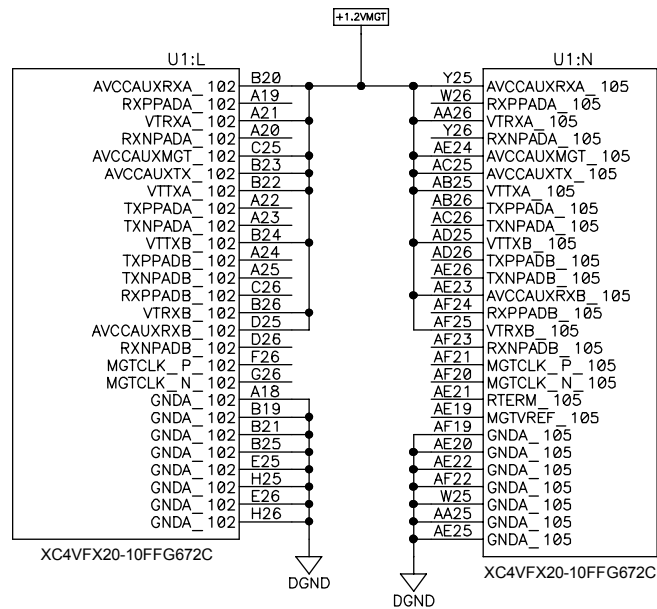 +1.2VMGT
U1:L
AVCCAUXRXA_102 B20
RXPPADA_102 A19
VTRXA_102 A21
RXNPADA_102 A20
AVCCAUXMGT_102 C25
AVCCAUXTX_102 B23
VTTXA_102 B22
TXPPADA_102 A22
TXNPADA_102 A23
VTTXB_102 B24
TXPPADB_102 A24
TXNPADB_102 A25
RXPPADB_102 C26
VTRXB_102 B26
AVCCAUXRXB_102 D25
RXNPADB_102 D26
MGTCLK_P_102 F26
MGTCLK_N_102 G26
GNDA_102 A18
GNDA_102 B19
GNDA_102 B21
GNDA_102 B25
GNDA_102 E25
GNDA_102 H25
GNDA_102 E26
GNDA_102 H26
XC4VFX20-10FFG672C
DGND
U1:N
Y25 AVCCAUXRXA_105
W26 RXPPADA_105
AA26 VTRXA_105
Y26 RXNPADA_105
AE24 AVCCAUXMGT_105
AC25 AVCCAUXTX_105
AB25 VTTXA_105
AB26 TXPPADA_105
AC26 TXNPADA_105
AD25 VTTXB_105
AD26 TXPPADB_105
AE26 TXNPADB_105
AE23 AVCCAUXRXB_105
AF24 RXPPADB_105
AF25 VTRXB_105
AF23 RXNPADB_105
AF21 MGTCLK_P_105
AF20 MGTCLK_N_105
AE21 RTERM_105
AE19 MGTVREF_105
AF19 GNDA_105
AE20 GNDA_105
AE22 GNDA_105
AF22 GNDA_105
W25 GNDA_105
AA25 GNDA_105
AE25 GNDA_105
XC4VFX20-10FFG672C
DGND